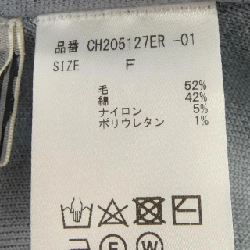 品番 CH205127ER -01
SIZE F
毛 52%
綿 42%
ナイロン 5%
ポリウレタン 1%